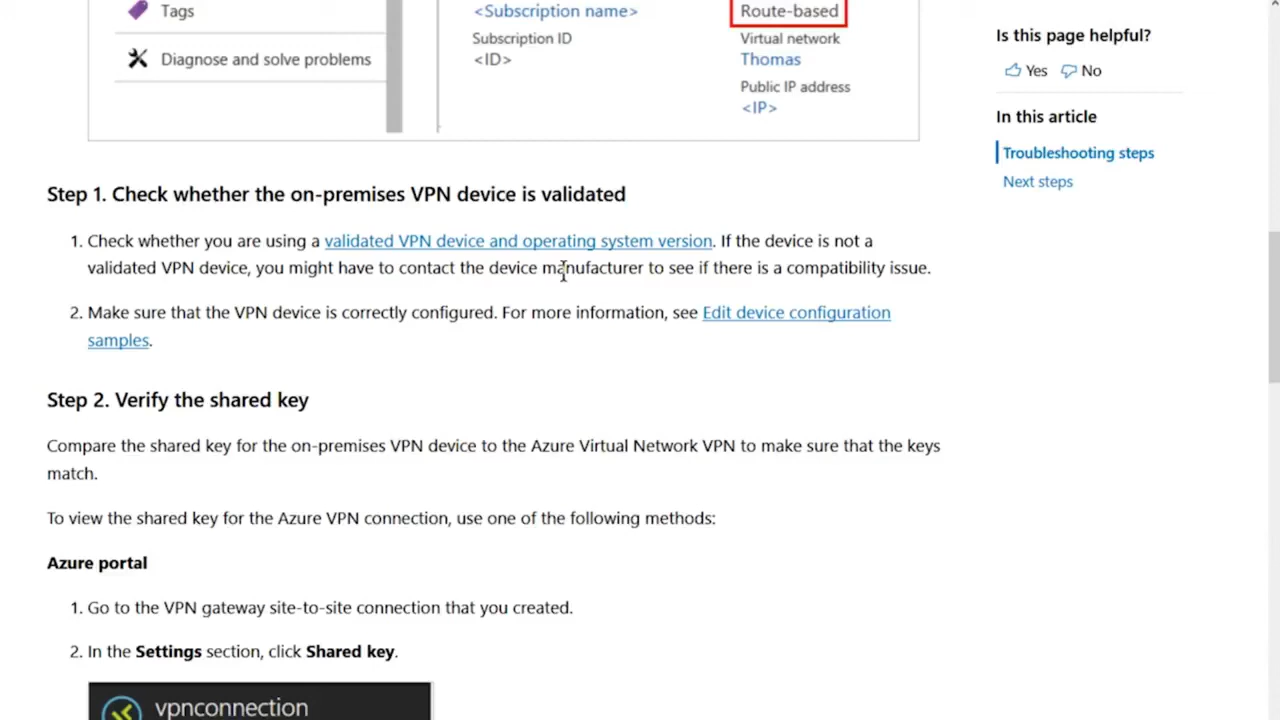 Tags
Diagnose and solve problems
<Subscription name>
Subscription ID
<ID>
Route-based
Virtual network
Thomas
Public IP address
<IP>
Is this page helpful?
Yes No
In this article
Troubleshooting steps
Next steps
Step 1. Check whether the on-premises VPN device is validated
1. Check whether you are using a validated VPN device and operating system version. If the device is not a
validated VPN device, you might have to contact the device manufacturer to see if there is a compatibility issue.
2. Make sure that the VPN device is correctly configured. For more information, see Edit device configuration
samples.
Step 2. Verify the shared key
Compare the shared key for the on-premises VPN device to the Azure Virtual Network VPN to make sure that the keys
match.
To view the shared key for the Azure VPN connection, use one of the following methods:
Azure portal
1. Go to the VPN gateway site-to-site connection that you created.
2. In the Settings section, click Shared key.
vpnconnection